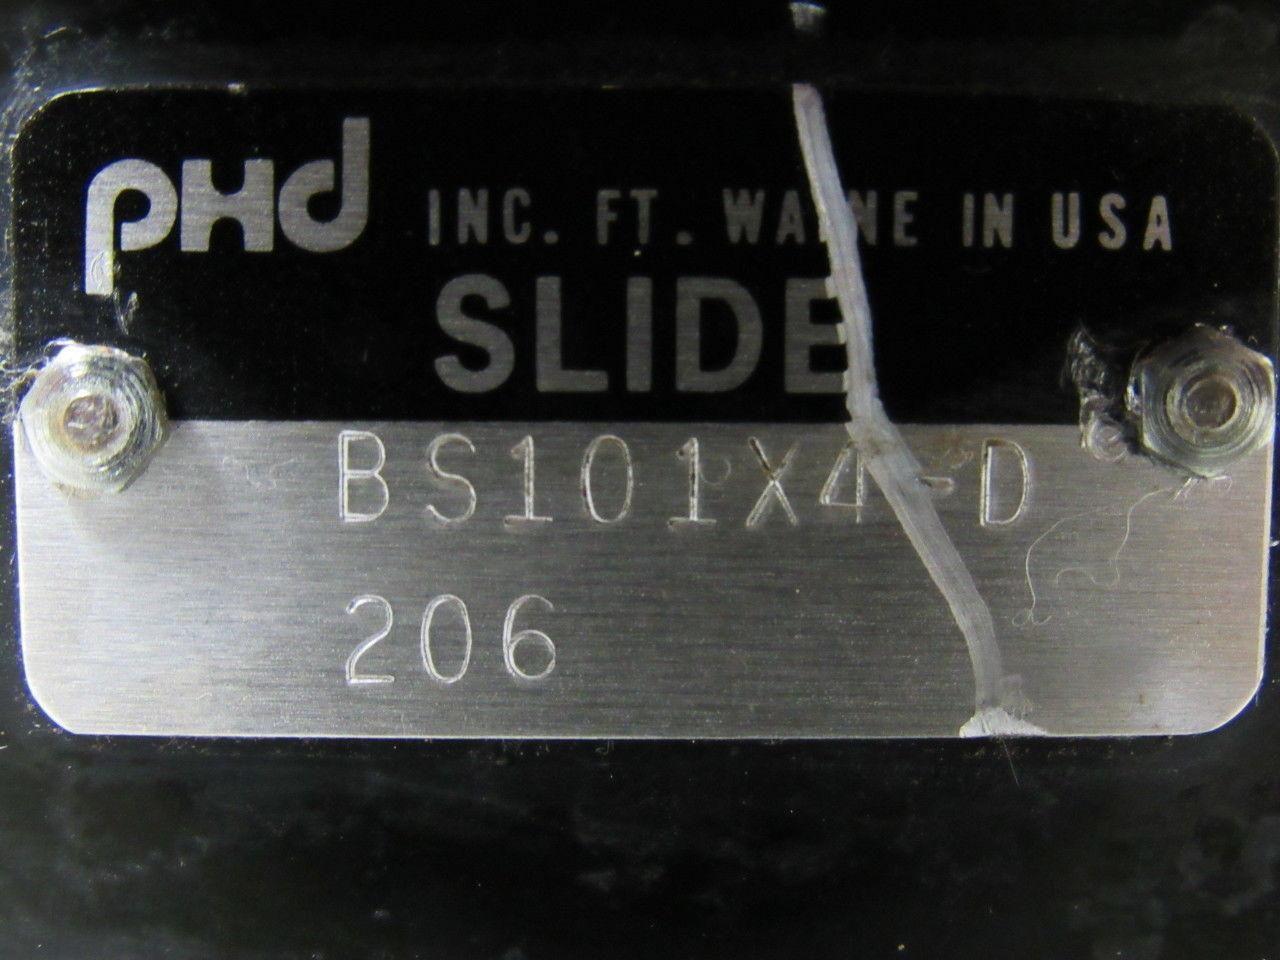 pHd INC. FT. WAYNE IN USA
SLIDE
BS101X4-D
206